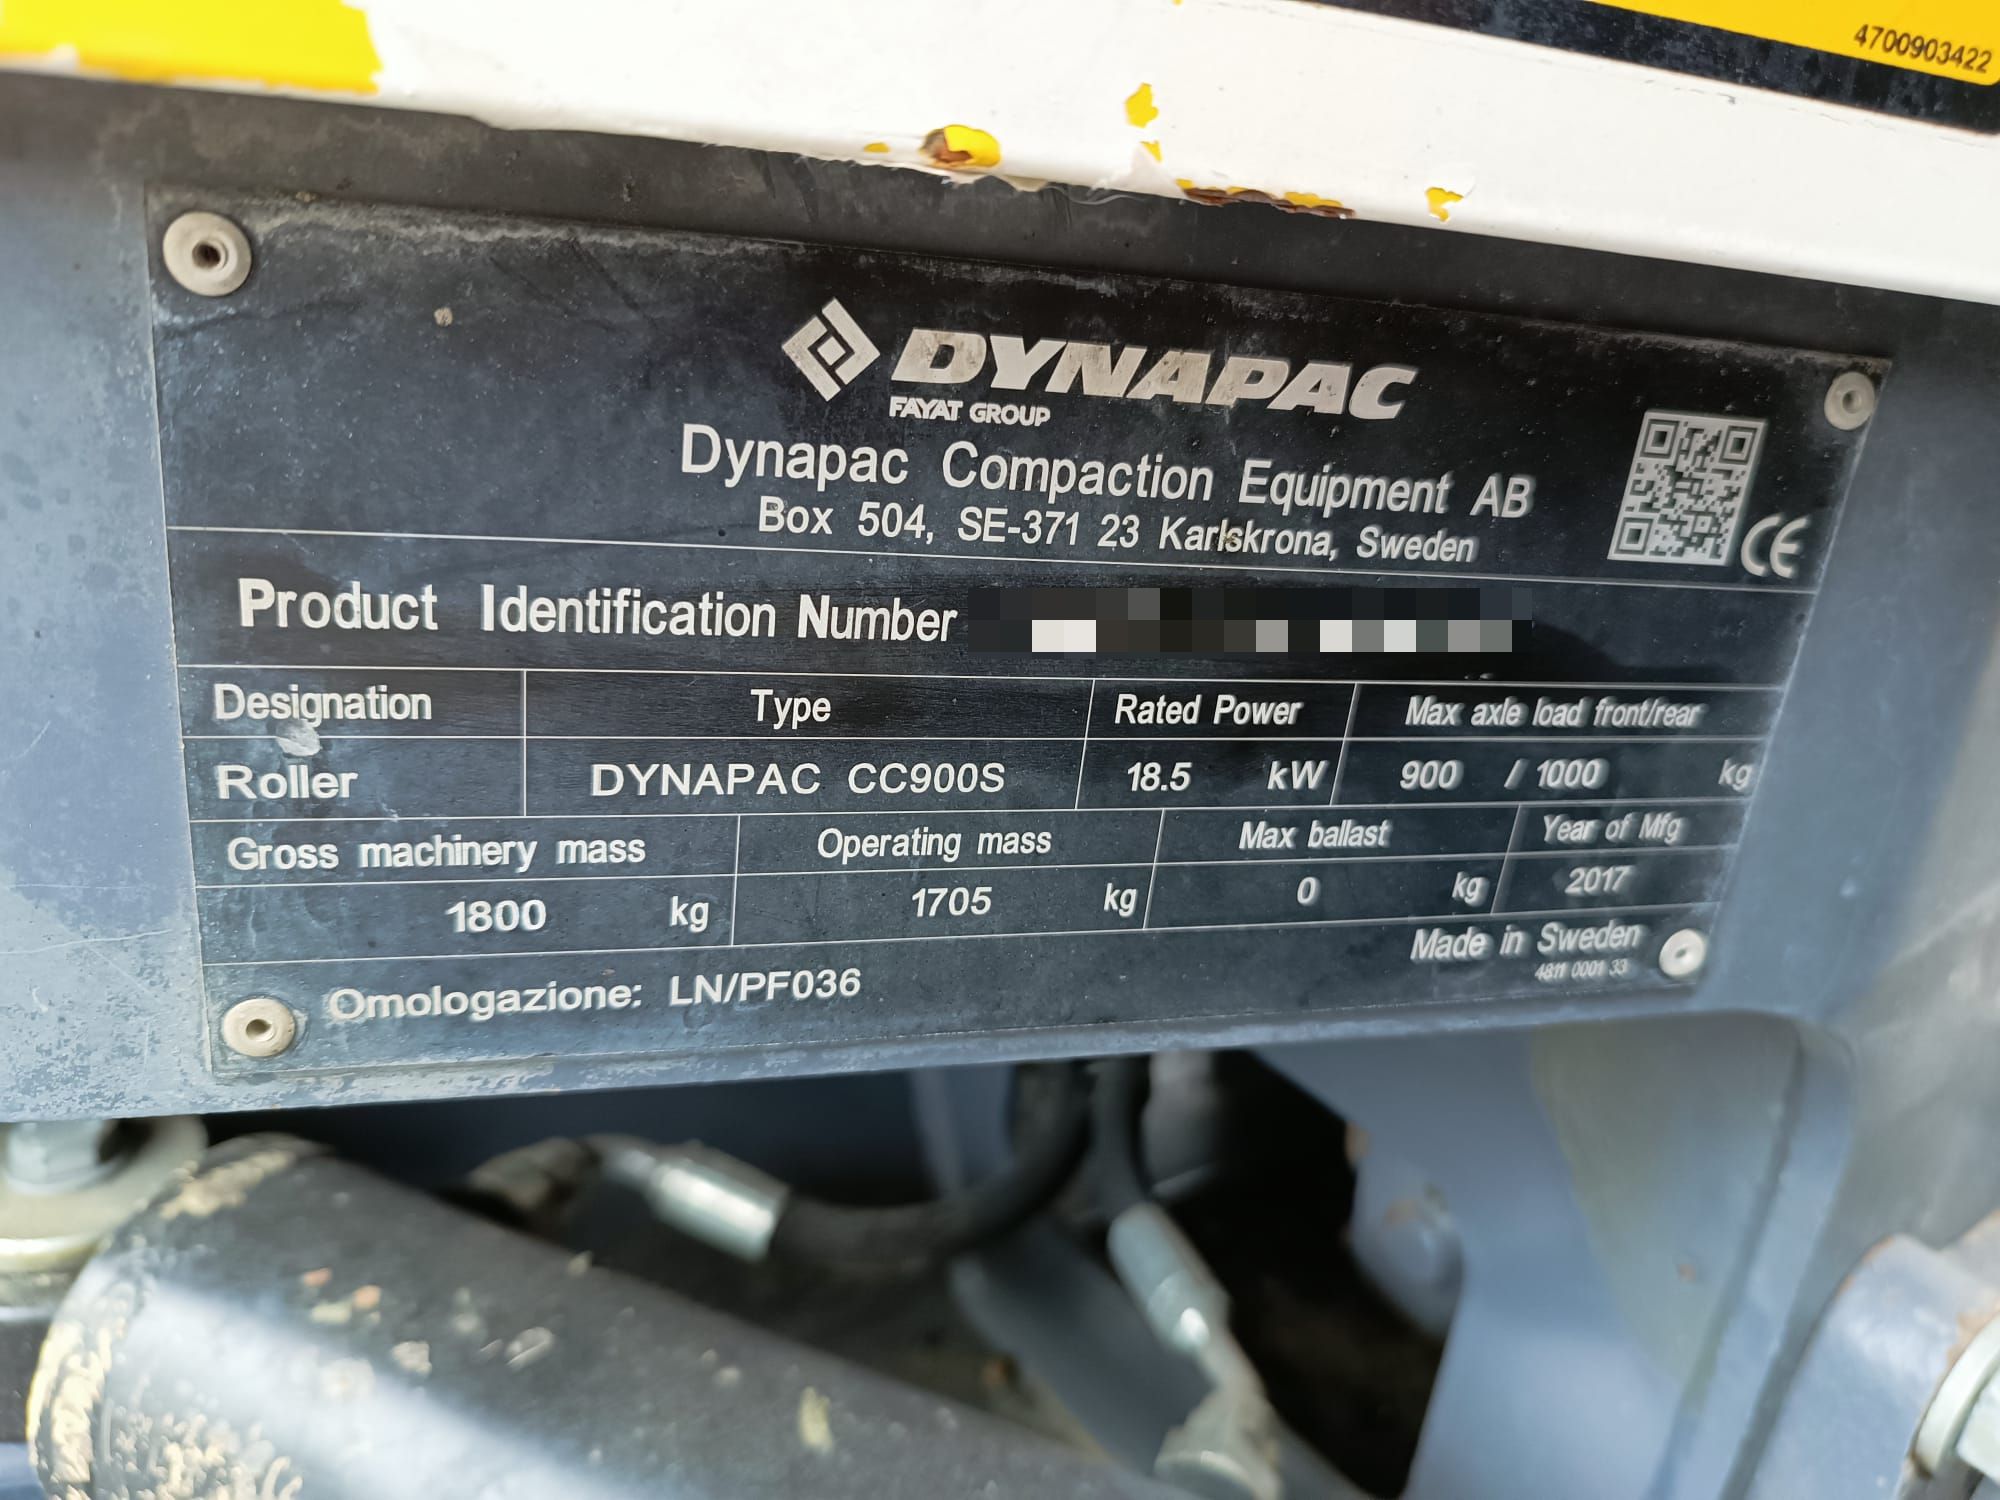 4700903422
DYNAPAC
FAYAT GROUP
Dynapac Compaction Equipment AB
Box 504, SE-371 23 Karlskrona, Sweden
CE
Product Identification Number
Designation Type Rated Power Max axle load front/rear
Roller DYNAPAC CC900S 18.5 kW 900 / 1000 kg
Gross machinery mass Operating mass Max ballast Year of Mfg
1800 kg 1705 kg 0 kg 2017
Made in Sweden
4811 0001 33
Omologazione: LN/PF036